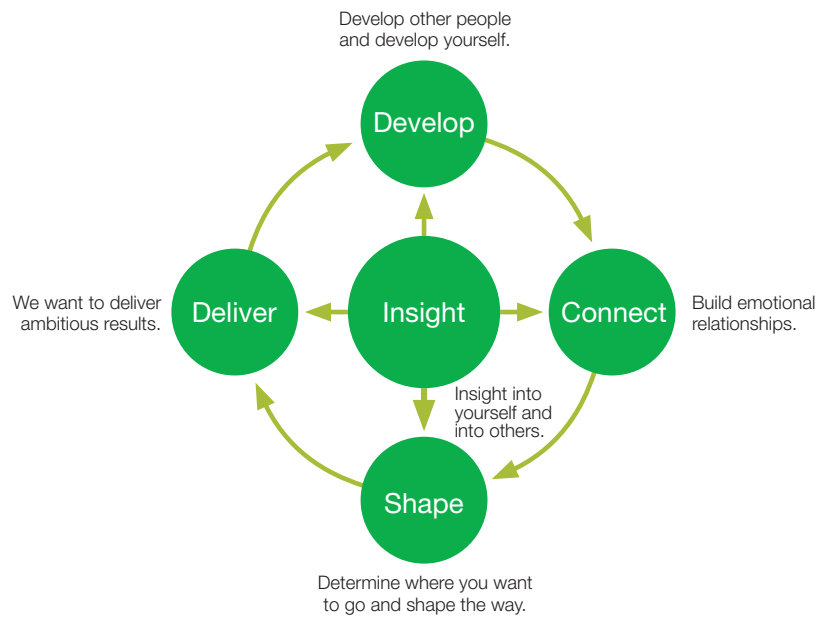 Develop other people
and develop yourself.
Develop
We want to deliver
ambitious results.
Deliver
Insight
Connect
Build emotional
relationships.
Insight into
yourself and
into others.
Shape
Determine where you want
to go and shape the way.